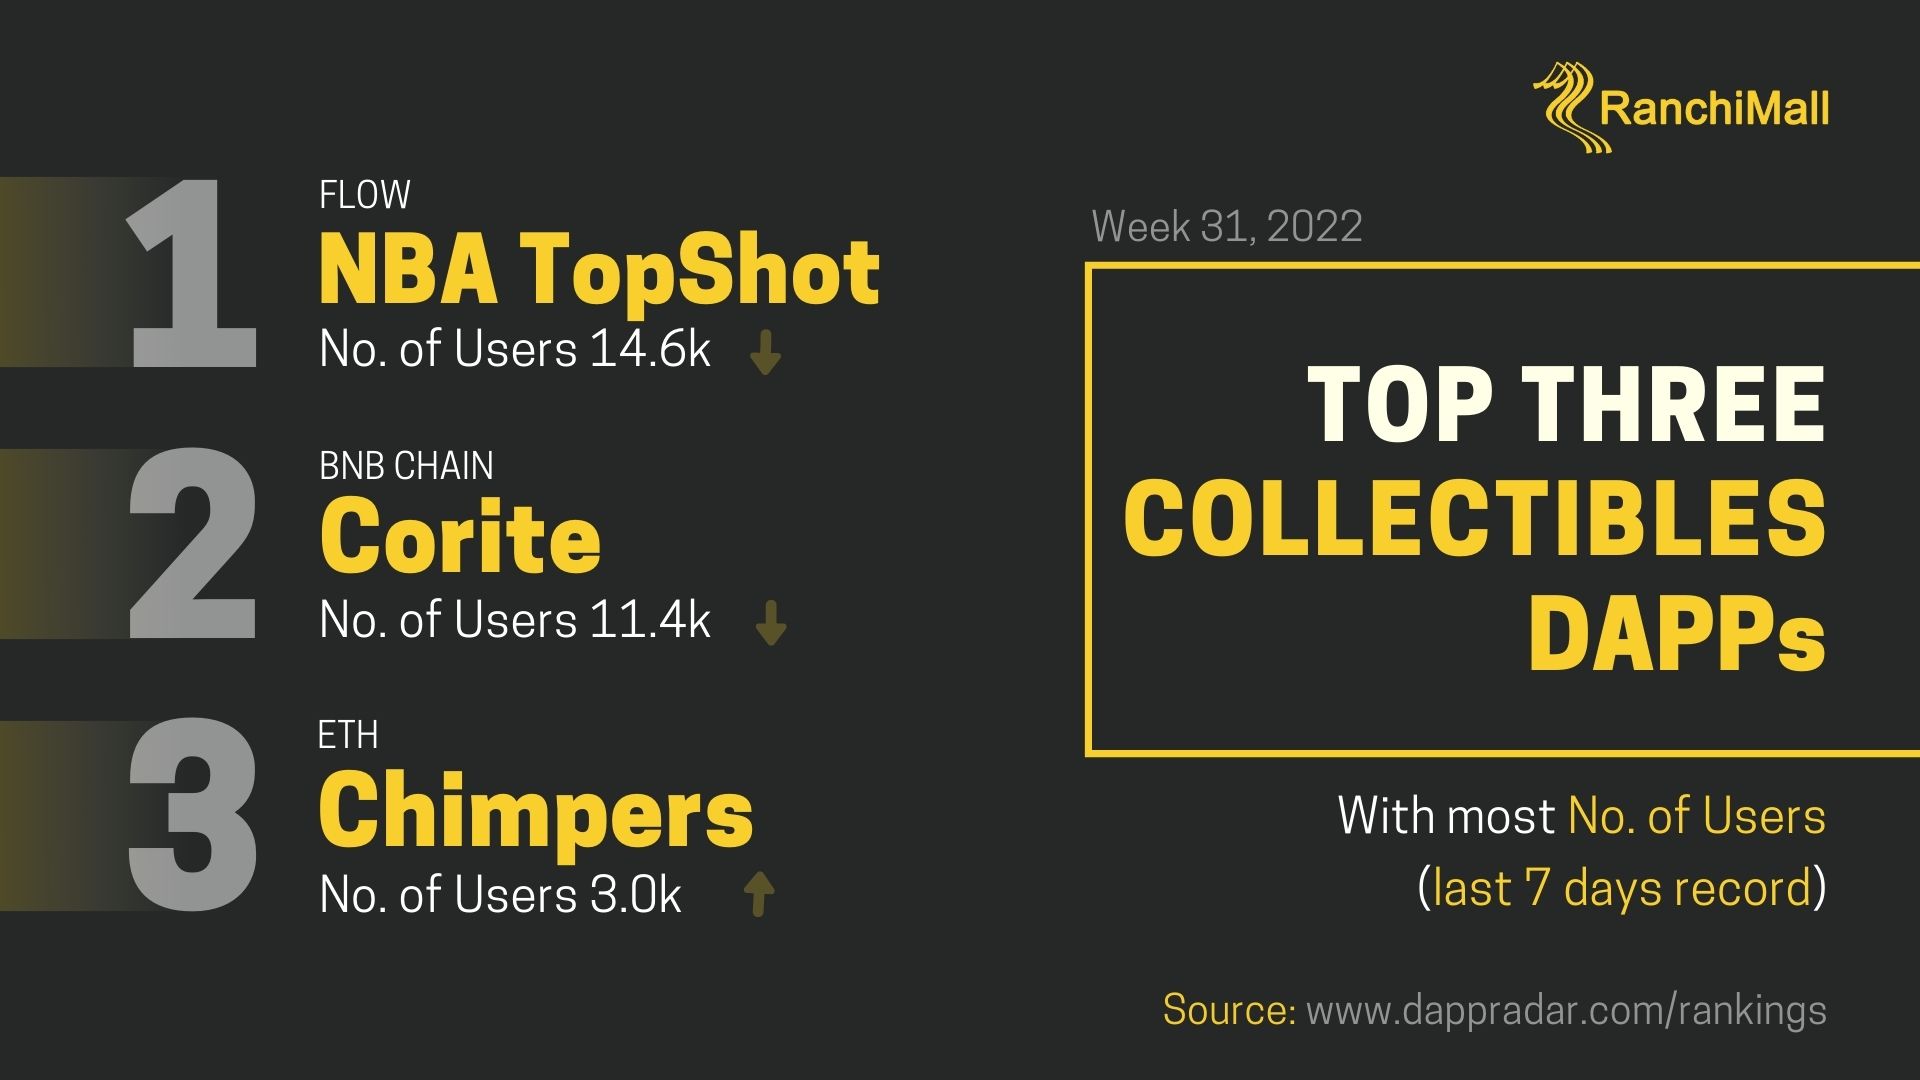 RanchiMall
1
FLOW
NBA TopShot
No. of Users 14.6k
2
BNB CHAIN
Corite
No. of Users 11.4k
3
ETH
Chimpers
No. of Users 3.0k
Week 31, 2022
TOP THREE
COLLECTIBLES
DAPPs
With most No. of Users
(last 7 days record)
Source: www.dappradar.com/rankings